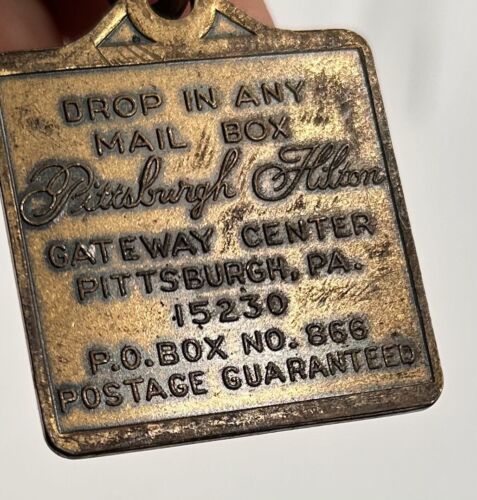 DROP IN ANY
MAIL BOX
Pittsburgh Hilton
GATEWAY CENTER
PITTSBURGH, PA.
15230
P.O. BOX NO. 866
POSTAGE GUARANTEED